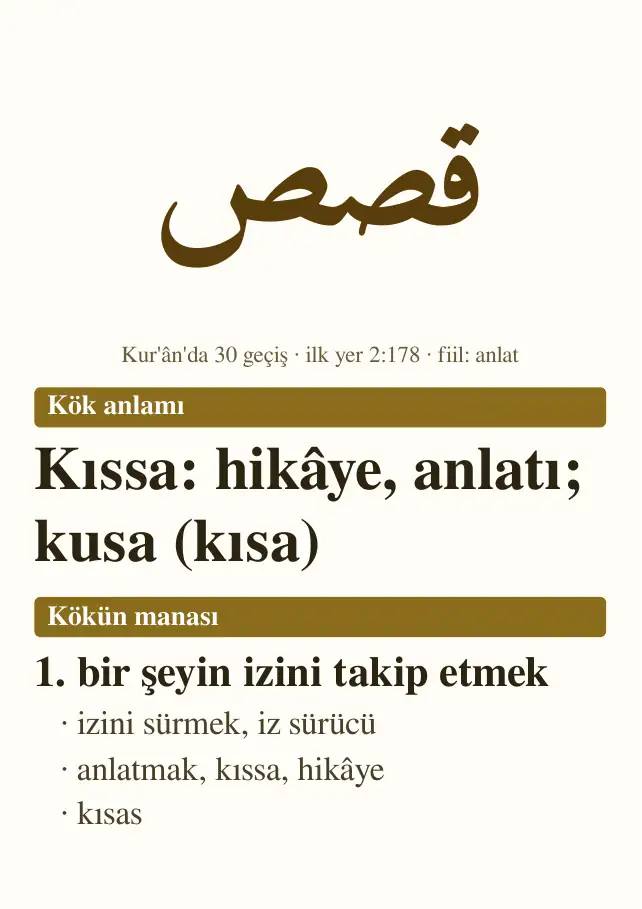 قصص
Kur'ân'da 30 geçiş · ilk yer 2:178 · fiil: anlat
Kök anlamı
Kıssa: hikâye, anlatı;
kusa (kısa)
Kökün manası
1. bir şeyin izini takip etmek
· izini sürmek, iz sürücü
· anlatmak, kıssa, hikâye
· kısas